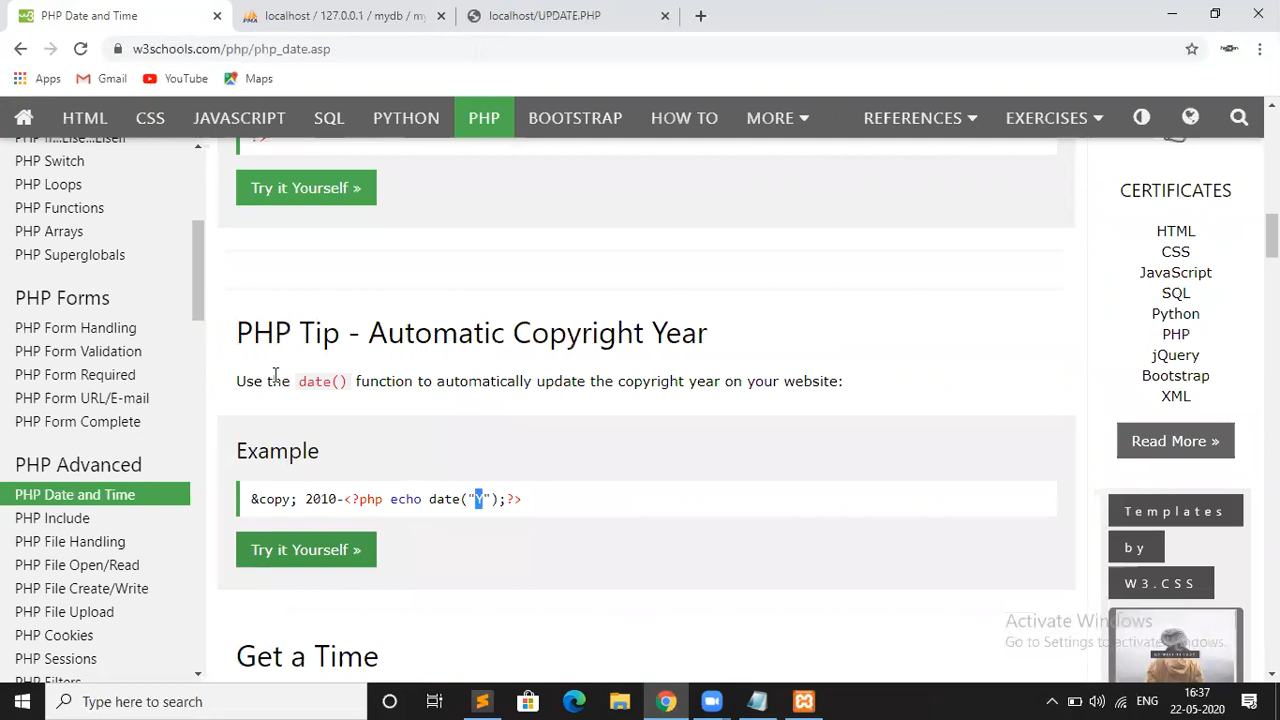 PHP Date and Time
localhost / 127.0.0.1 / mydb / my
localhost/UPDATE.PHP
w3schools.com/php/php_date.asp
Apps Gmail YouTube Maps
HTML CSS JAVASCRIPT SQL PYTHON PHP BOOTSTRAP HOW TO MORE REFERENCES EXERCISES
PHP If...Else...Elseif
PHP Switch
PHP Loops
PHP Functions
PHP Arrays
PHP Superglobals
PHP Forms
PHP Form Handling
PHP Form Validation
PHP Form Required
PHP Form URL/E-mail
PHP Form Complete
PHP Advanced
PHP Date and Time
PHP Include
PHP File Handling
PHP File Open/Read
PHP File Create/Write
PHP File Upload
PHP Cookies
PHP Sessions
PHP Filters
?>
Try it Yourself »
PHP Tip - Automatic Copyright Year
Use the date() function to automatically update the copyright year on your website:
Example
&copy; 2010-<?php echo date("Y");?>
Try it Yourself »
Get a Time
CERTIFICATES
HTML
CSS
JavaScript
SQL
Python
PHP
jQuery
Bootstrap
XML
Read More »
Templates
by
W3.CSS
Activate Windows
Go to Settings to activate Windows.
Type here to search
ENG
16:37
22-05-2020